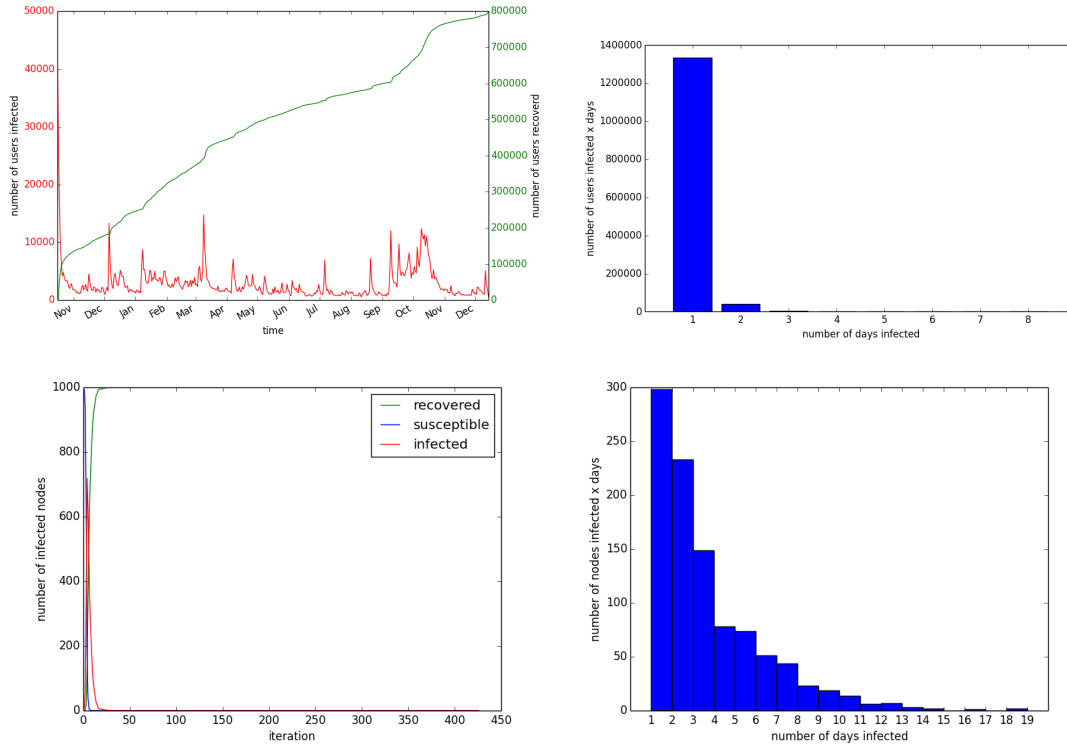 50000
40000
30000
20000
10000
0
number of users infected
800000
700000
600000
500000
400000
300000
200000
100000
0
number of users recoverd
Nov Dec Jan Feb Mar Apr May Jun Jul Aug Sep Oct Nov Dec
time
1400000
1200000
1000000
800000
600000
400000
200000
0
number of users infected x days
1 2 3 4 5 6 7 8
number of days infected
1000
800
600
400
200
0
number of infected nodes
recovered
susceptible
infected
0 50 100 150 200 250 300 350 400 450
iteration
300
250
200
150
100
50
0
number of nodes infected x days
1 2 3 4 5 6 7 8 9 10 11 12 13 14 15 16 17 18 19
number of days infected